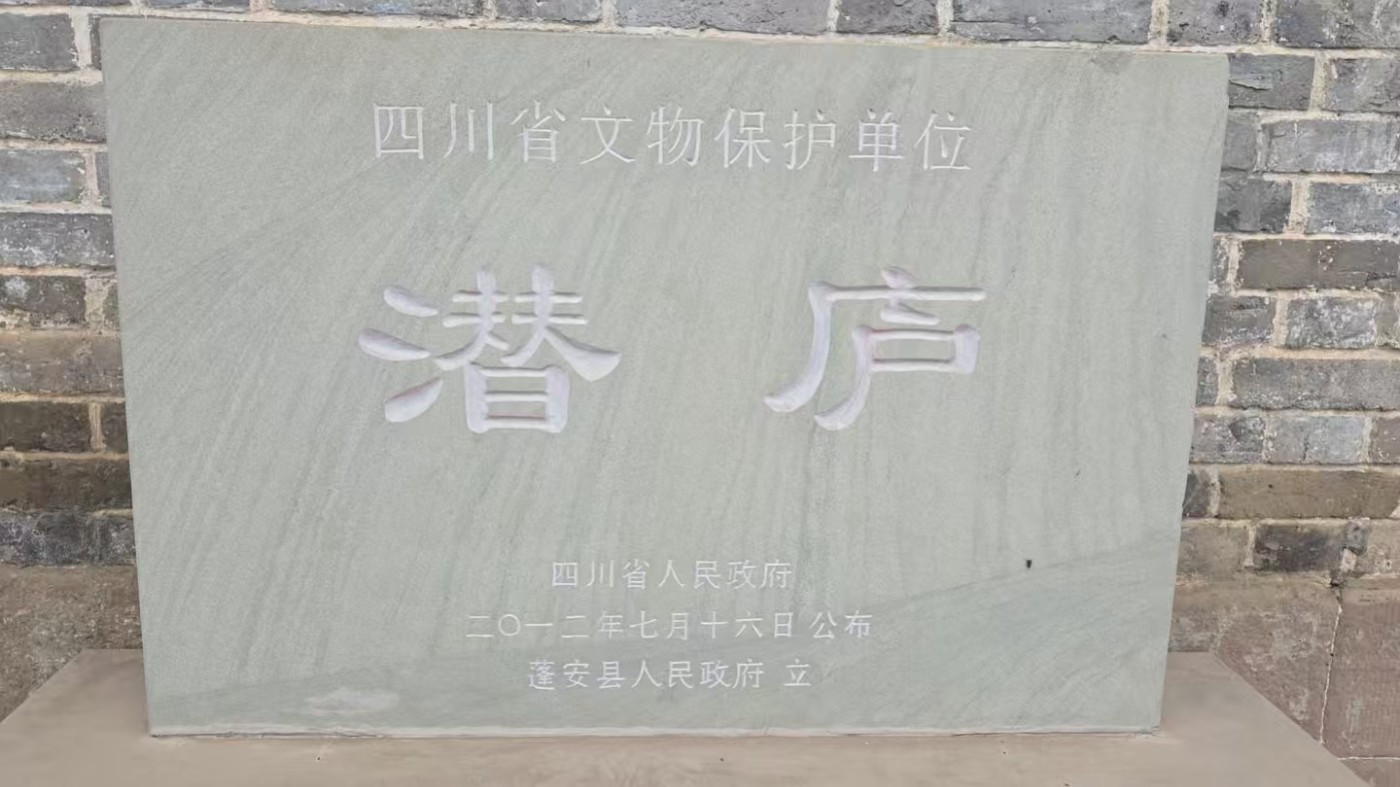 四川省文物保护单位
潜庐
四川省人民政府
二〇一二年七月十六日 公布
蓬安县人民政府 立